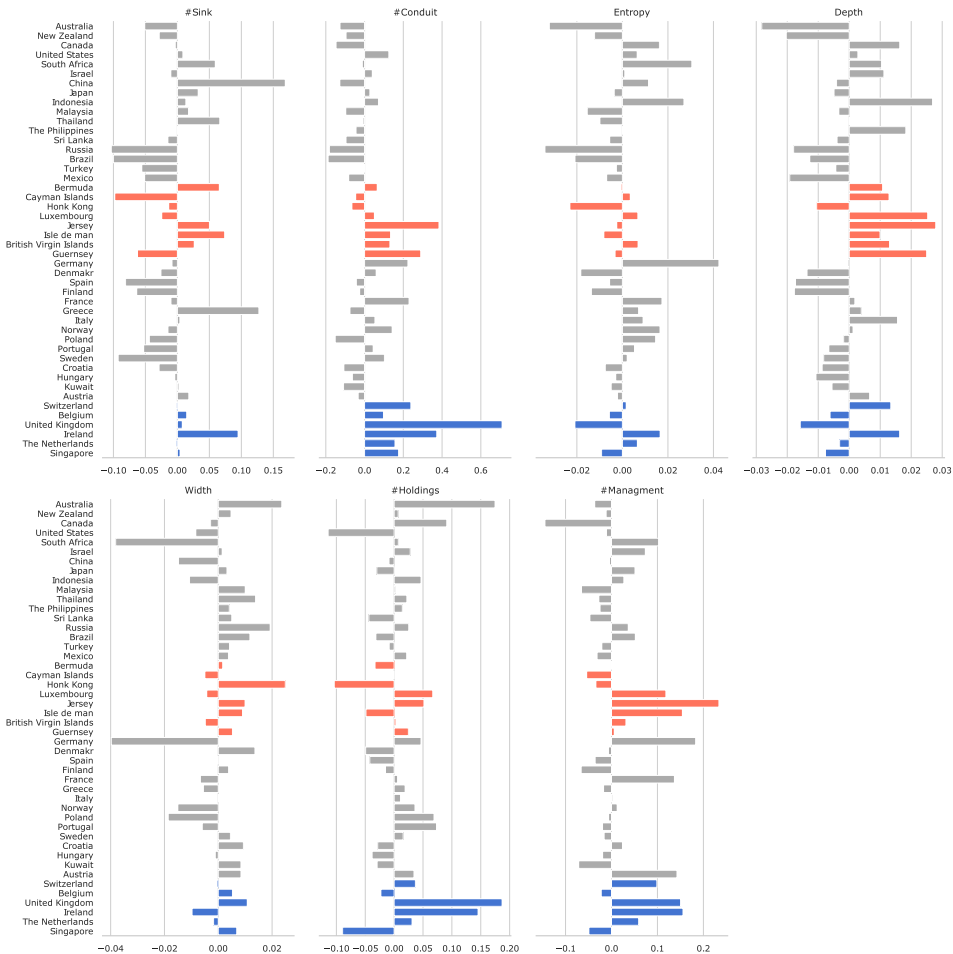 #Sink #Conduit Entropy Depth
Australia
New Zealand
Canada
United States
South Africa
Israel
China
Japan
Indonesia
Malaysia
Thailand
The Philippines
Sri Lanka
Russia
Brazil
Turkey
Mexico
Bermuda
Cayman Islands
Honk Kong
Luxembourg
Jersey
Isle de man
British Virgin Islands
Guernsey
Germany
Denmakr
Spain
Finland
France
Greece
Italy
Norway
Poland
Portugal
Sweden
Croatia
Hungary
Kuwait
Austria
Switzerland
Belgium
United Kingdom
Ireland
The Netherlands
Singapore
−0.10 −0.05 0.00 0.05 0.10 0.15 −0.2 0.0 0.2 0.4 0.6 −0.02 0.00 0.02 0.04 −0.03 −0.02 −0.01 0.00 0.01 0.02 0.03
Width #Holdings #Managment
Australia
New Zealand
Canada
United States
South Africa
Israel
China
Japan
Indonesia
Malaysia
Thailand
The Philippines
Sri Lanka
Russia
Brazil
Turkey
Mexico
Bermuda
Cayman Islands
Honk Kong
Luxembourg
Jersey
Isle de man
British Virgin Islands
Guernsey
Germany
Denmakr
Spain
Finland
France
Greece
Italy
Norway
Poland
Portugal
Sweden
Croatia
Hungary
Kuwait
Austria
Switzerland
Belgium
United Kingdom
Ireland
The Netherlands
Singapore
−0.04 −0.02 0.00 0.02 −0.10 −0.05 0.00 0.05 0.10 0.15 0.20 −0.1 0.0 0.1 0.2